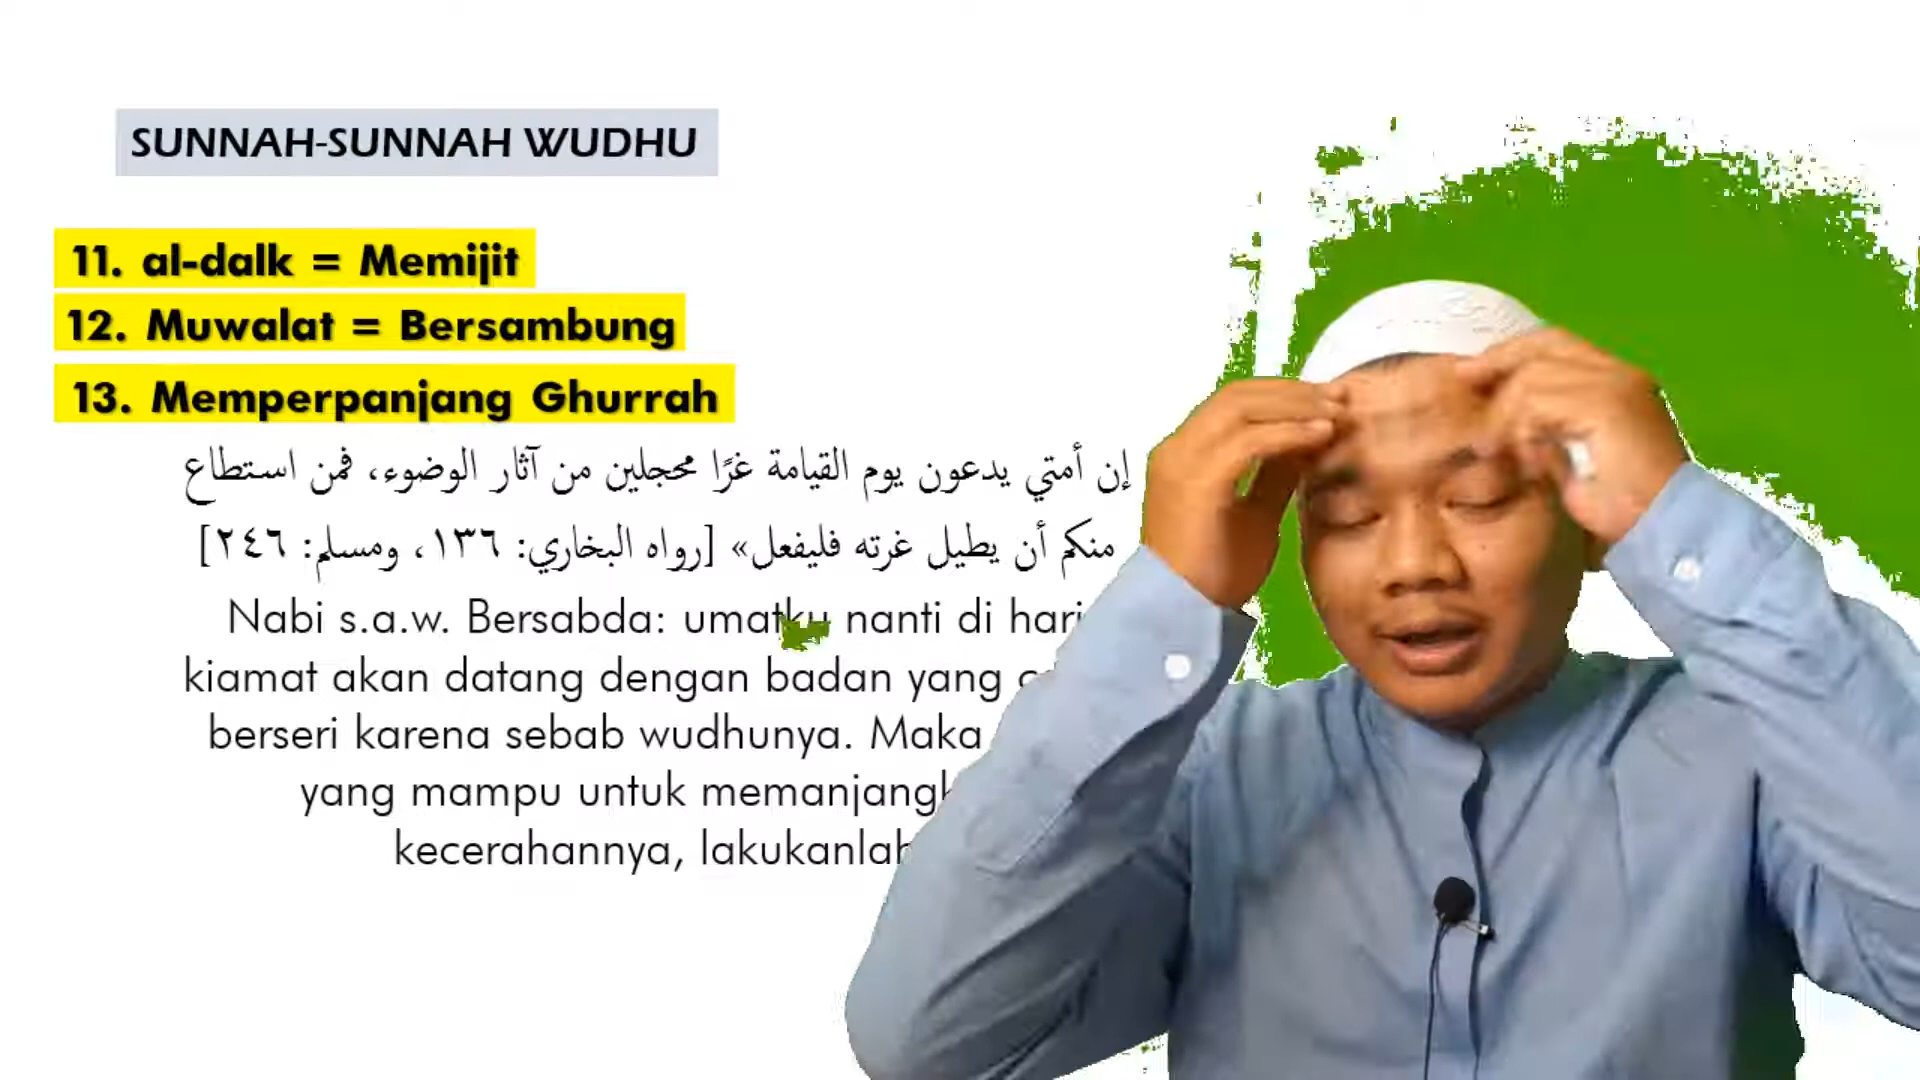 SUNNAH-SUNNAH WUDHU
11. al-dalk = Memijit
12. Muwalat = Bersambung
13. Memperpanjang Ghurrah
إن أمتي يدعون يوم القيامة غرًا محجلين من آثار الوضوء، فمن استطاع
منكم أن يطيل غرته فليفعل» [رواه البخاري: ١٣٦، ومسلم: ٢٤٦]
Nabi s.a.w. Bersabda: umatku nanti di hari
kiamat akan datang dengan badan yang
berseri karena sebab wudhunya. Maka
yang mampu untuk
kecerahannya, lakukanlah